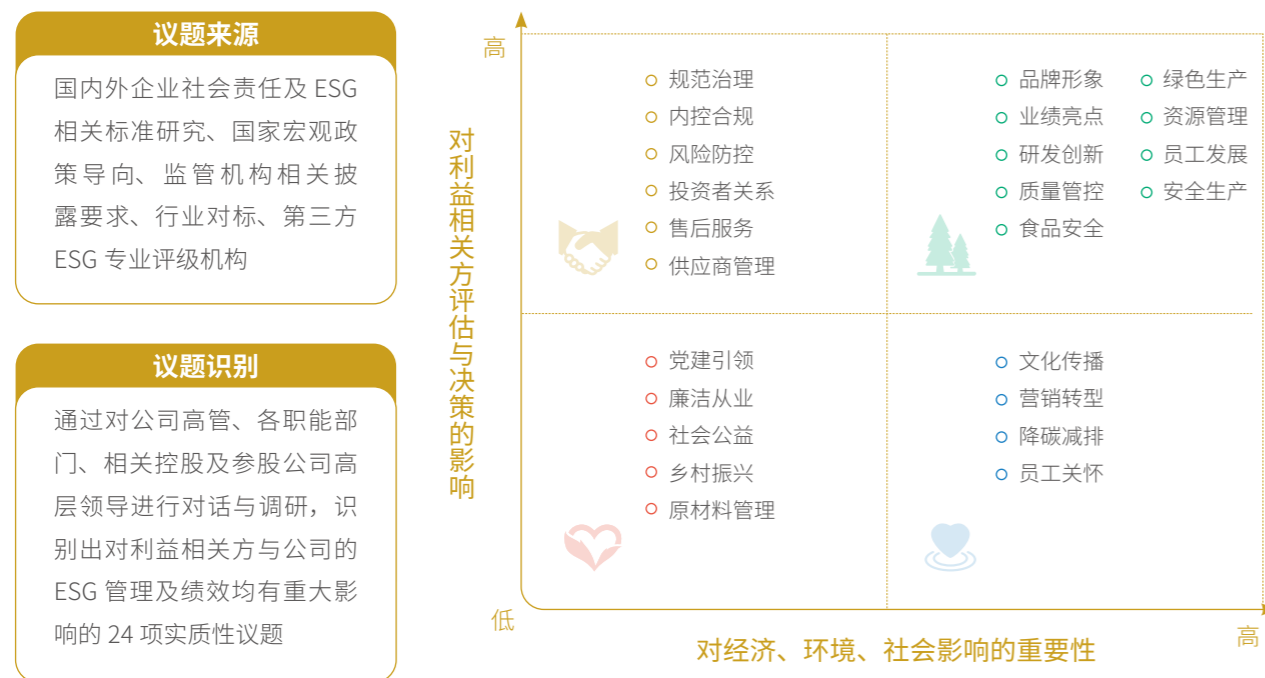 议题来源
国内外企业社会责任及 ESG
相关标准研究、国家宏观政
策导向、监管机构相关披
露要求、行业对标、第三方
ESG 专业评级机构
议题识别
通过对公司高管、各职能部
门、相关控股及参股公司高
层领导进行对话与调研，识
别出对利益相关方与公司的
ESG 管理及绩效均有重大影
响的 24 项实质性议题
高
对利益相关方评估与决策的影响
低
规范治理
内控合规
风险防控
投资者关系
售后服务
供应商管理
品牌形象
业绩亮点
研发创新
质量管控
食品安全
绿色生产
资源管理
员工发展
安全生产
党建引领
廉洁从业
社会公益
乡村振兴
原材料管理
文化传播
营销转型
降碳减排
员工关怀
对经济、环境、社会影响的重要性
高